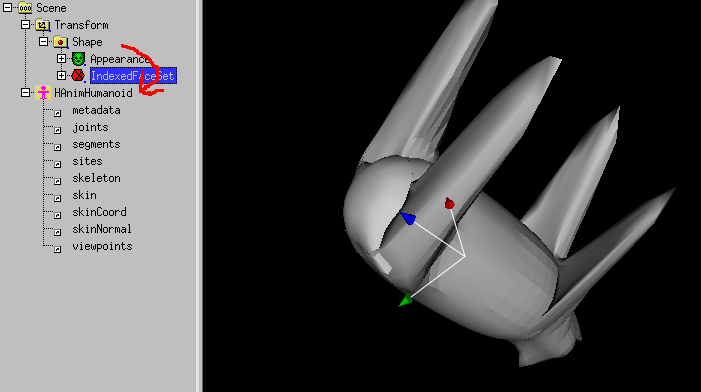 Scene
Transform
Shape
Appearance
IndexedFaceSet
HAnimHumanoid
metadata
joints
segments
sites
skeleton
skin
skinCoord
skinNormal
viewpoints